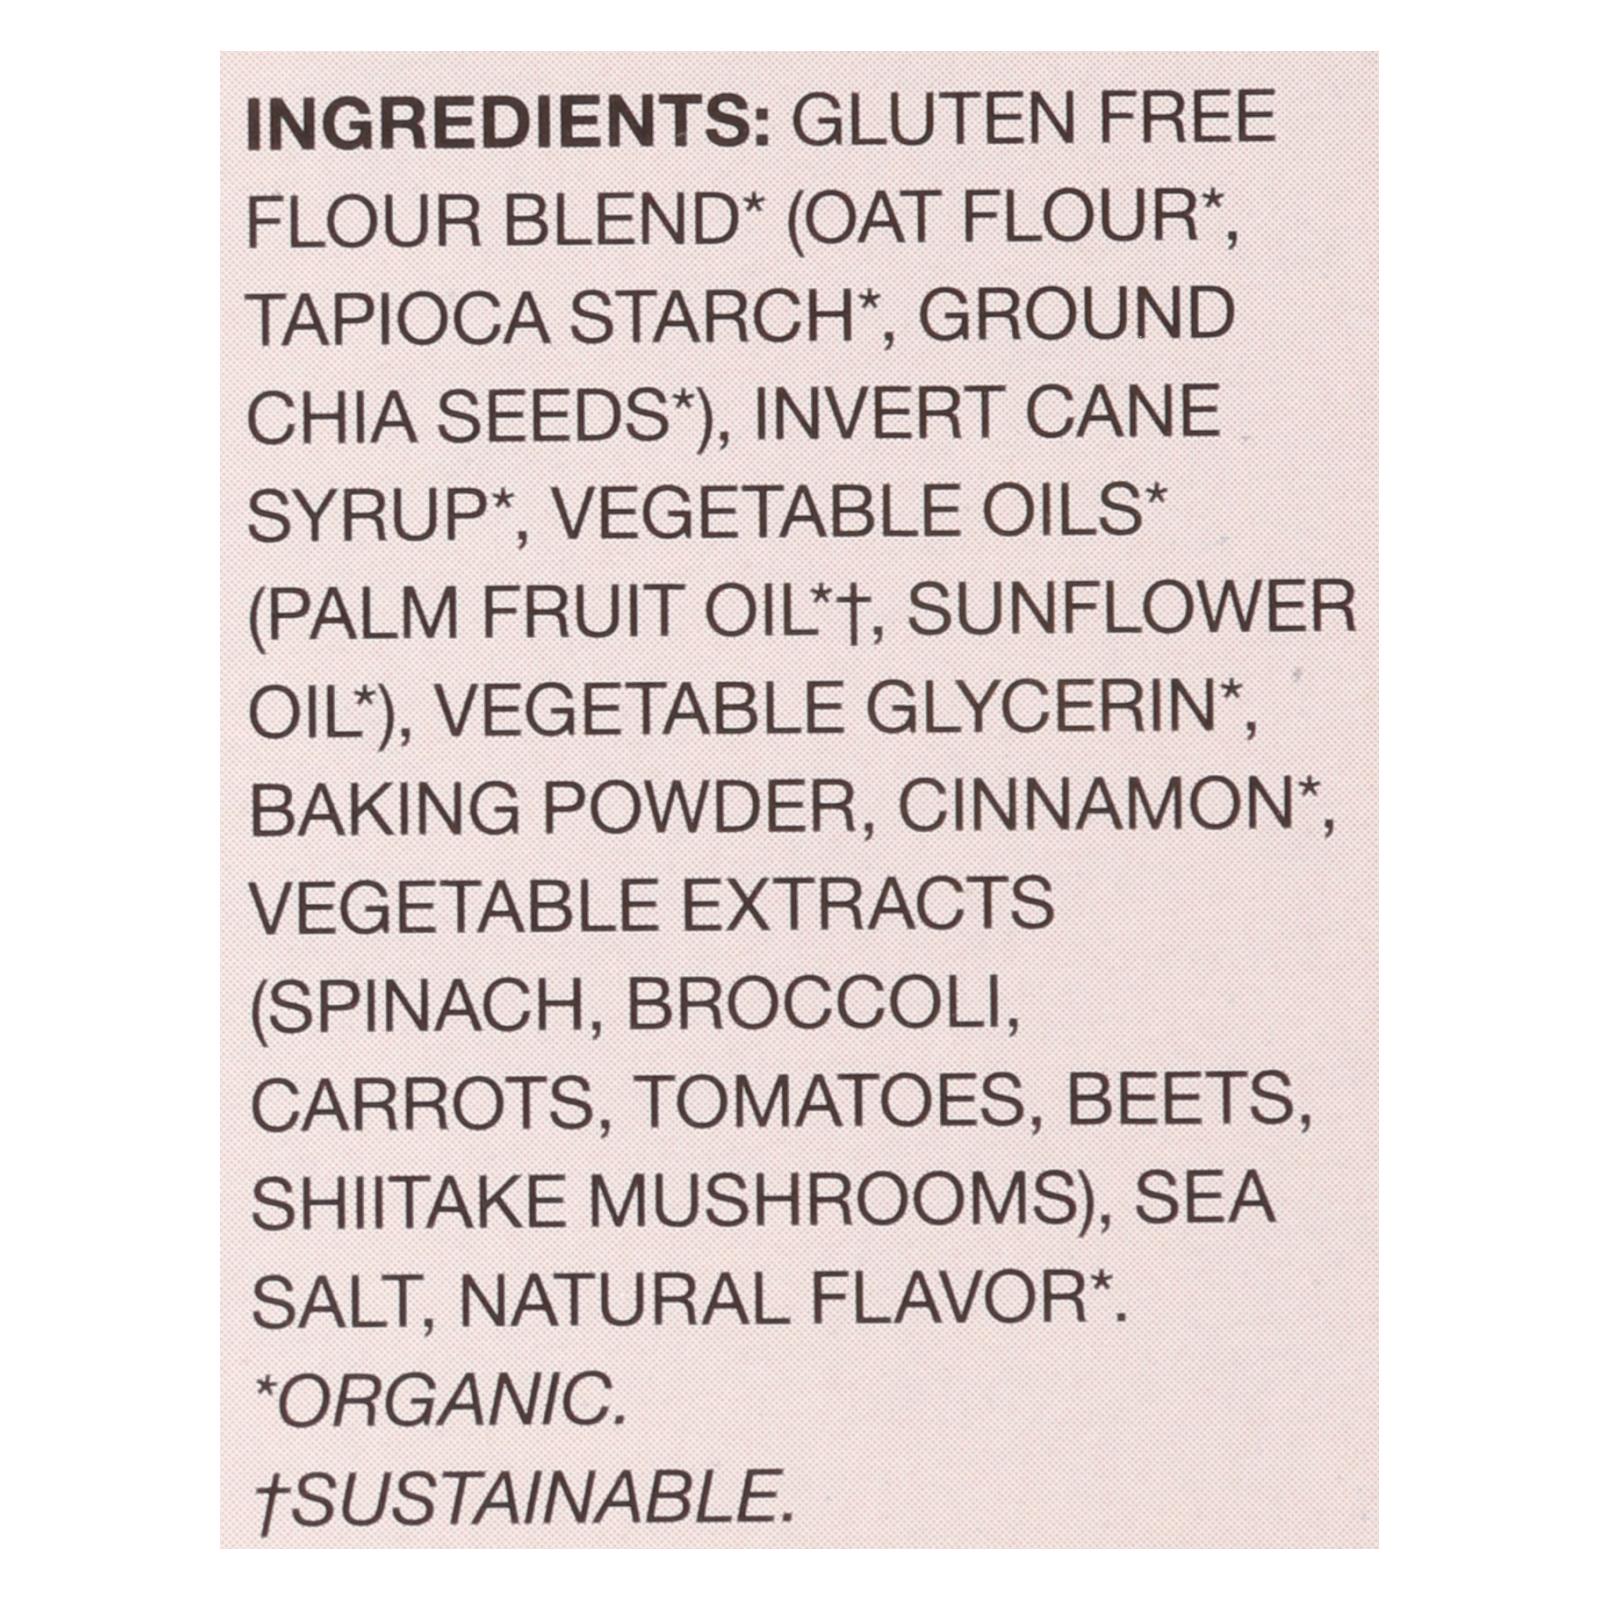 INGREDIENTS: GLUTEN FREE
FLOUR BLEND* (OAT FLOUR*,
TAPIOCA STARCH*, GROUND
CHIA SEEDS*), INVERT CANE
SYRUP*, VEGETABLE OILS*
(PALM FRUIT OIL*†, SUNFLOWER
OIL*), VEGETABLE GLYCERIN*,
BAKING POWDER, CINNAMON*,
VEGETABLE EXTRACTS
(SPINACH, BROCCOLI,
CARROTS, TOMATOES, BEETS,
SHIITAKE MUSHROOMS), SEA
SALT, NATURAL FLAVOR*.
*ORGANIC.
†SUSTAINABLE.